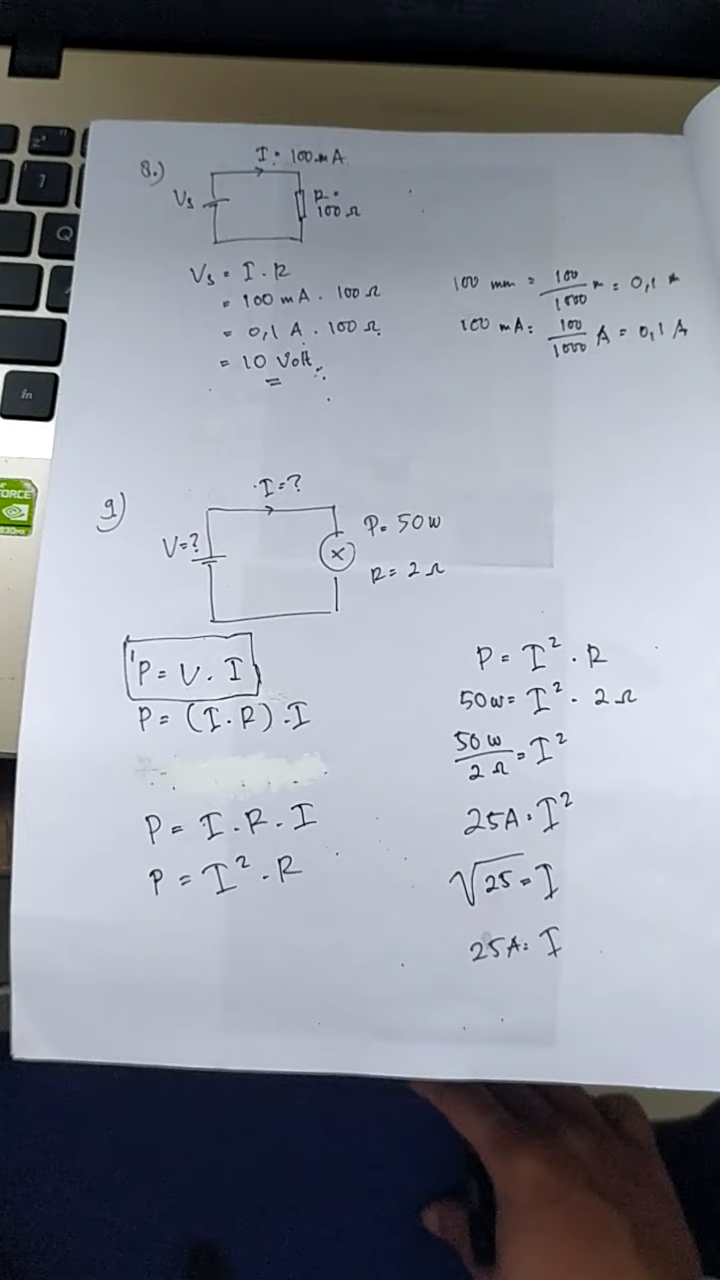 8.)
I = 100 mA
Vs
R =
100 Ω
Vs = I . R
= 100 mA . 100 Ω
= 0,1 A . 100 Ω
= 10 Volt
100 mm = 100/1000 m = 0,1 m
100 mA = 100/1000 A = 0,1 A
9)
I = ?
V = ?
P = 50 W
R = 2 Ω
P = V . I
P = (I . R) . I
P = I . R . I
P = I² . R
P = I² . R
50 W = I² . 2 Ω
50 W/2 Ω = I²
25 A = I²
√25 = I
25 A = I
Q
fn